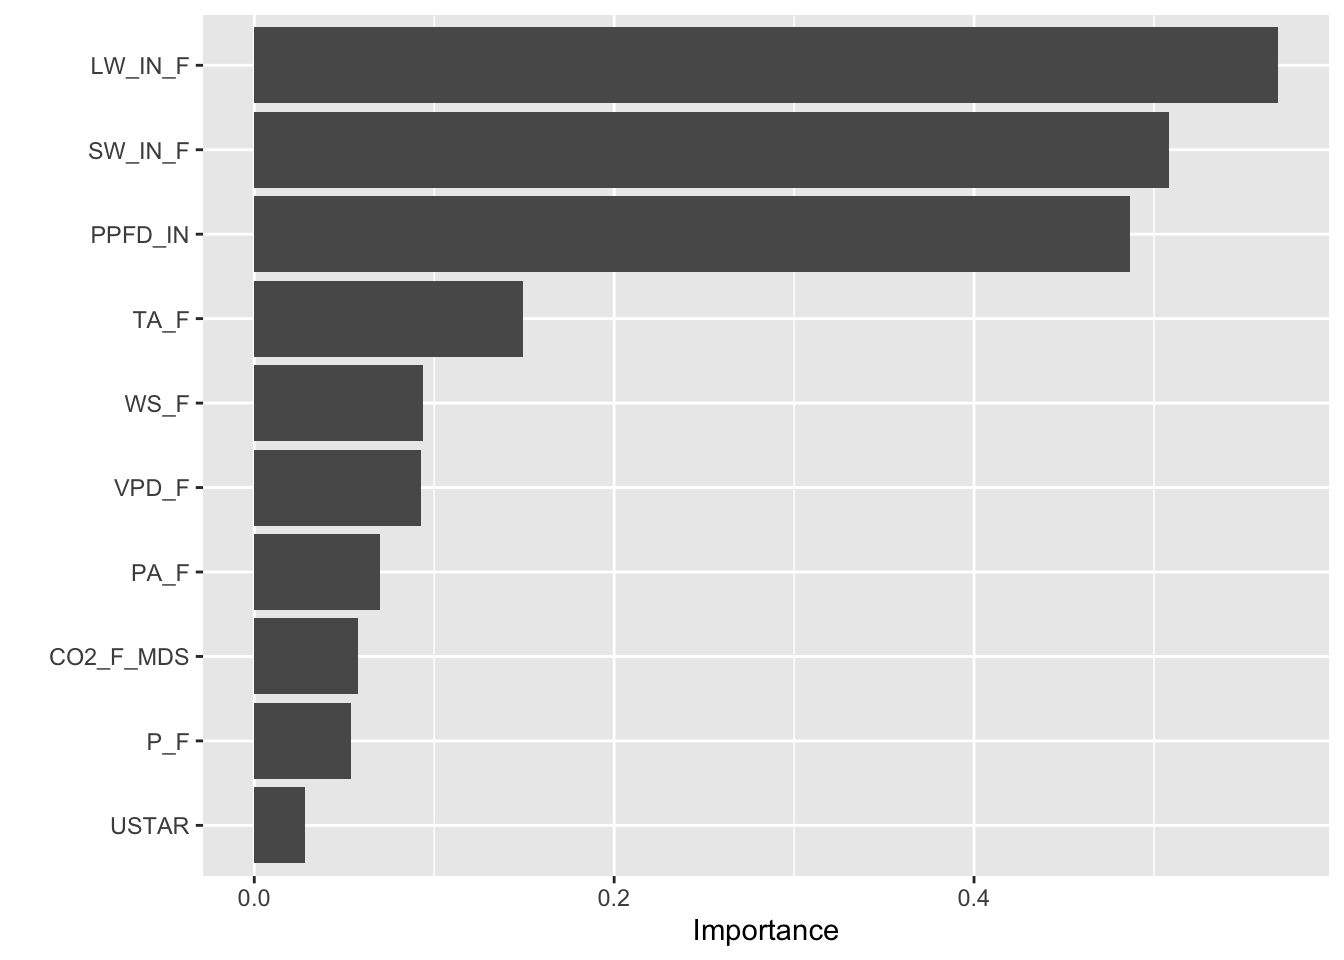 LW_IN_F
SW_IN_F
PPFD_IN
TA_F
WS_F
VPD_F
PA_F
CO2_F_MDS
P_F
USTAR
0.0 0.2 0.4
Importance